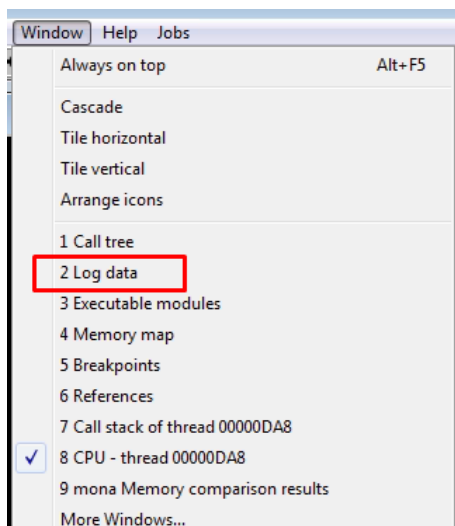 Window Help Jobs
Always on top Alt+F5
Cascade
Tile horizontal
Tile vertical
Arrange icons
1 Call tree
2 Log data
3 Executable modules
4 Memory map
5 Breakpoints
6 References
7 Call stack of thread 00000DA8
8 CPU - thread 00000DA8
9 mona Memory comparison results
More Windows...